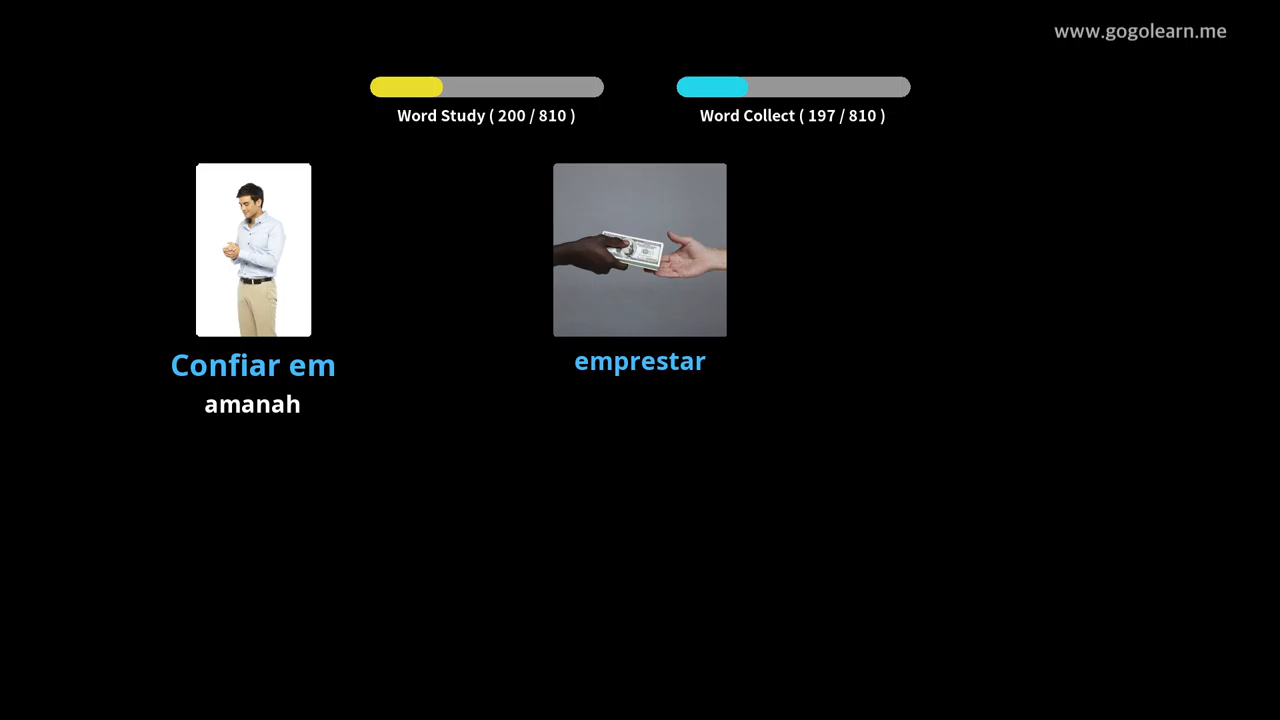 www.gogolearn.me
Word Study ( 200 / 810 )
Word Collect ( 197 / 810 )
Confiar em
amanah
emprestar